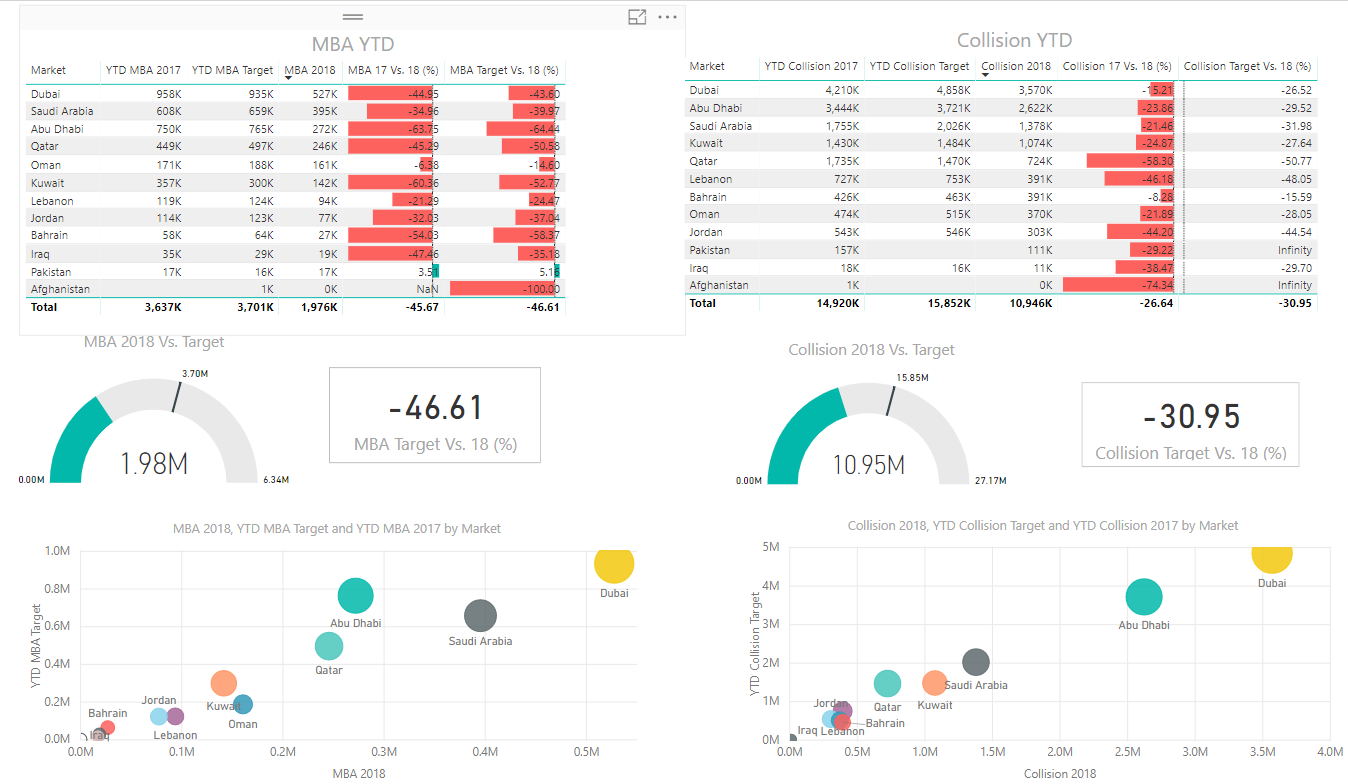 MBA YTD
Market YTD MBA 2017 YTD MBA Target MBA 2018 MBA 17 Vs. 18 (%) MBA Target Vs. 18 (%)
Dubai 958K 935K 527K -44.95 -43.60
Saudi Arabia 608K 659K 395K -34.96 -39.97
Abu Dhabi 750K 765K 272K -63.75 -64.44
Qatar 449K 497K 246K -45.29 -50.58
Oman 171K 188K 161K -6.38 -14.60
Kuwait 357K 300K 142K -60.36 -52.77
Lebanon 119K 124K 94K -21.29 -24.47
Jordan 114K 123K 77K -32.03 -37.04
Bahrain 58K 64K 27K -54.03 -58.37
Iraq 35K 29K 19K -47.46 -35.18
Pakistan 17K 16K 17K 3.51 5.16
Afghanistan 1K 0K NaN -100.00
Total 3,637K 3,701K 1,976K -45.67 -46.61
Collision YTD
Market YTD Collision 2017 YTD Collision Target Collision 2018 Collision 17 Vs. 18 (%) Collision Target Vs. 18 (%)
Dubai 4,210K 4,858K 3,570K -15.21 -26.52
Abu Dhabi 3,444K 3,721K 2,622K -23.86 -29.52
Saudi Arabia 1,755K 2,026K 1,378K -21.46 -31.98
Kuwait 1,430K 1,484K 1,074K -24.87 -27.64
Qatar 1,735K 1,470K 724K -58.30 -50.77
Lebanon 727K 753K 391K -46.18 -48.05
Bahrain 426K 463K 391K -8.28 -15.59
Oman 474K 515K 370K -21.89 -28.05
Jordan 543K 546K 303K -44.20 -44.54
Pakistan 157K 111K -29.22 Infinity
Iraq 18K 16K 11K -38.47 -29.70
Afghanistan 1K 0K -74.34 Infinity
Total 14,920K 15,852K 10,946K -26.64 -30.95
MBA 2018 Vs. Target
3.70M
1.98M
0.00M 6.34M
-46.61
MBA Target Vs. 18 (%)
Collision 2018 Vs. Target
15.85M
10.95M
0.00M 27.17M
-30.95
Collision Target Vs. 18 (%)
MBA 2018, YTD MBA Target and YTD MBA 2017 by Market
YTD MBA Target
1.0M
0.8M
0.6M
0.4M
0.2M
0.0M
Dubai
Abu Dhabi
Saudi Arabia
Qatar
Jordan
Kuwait
Bahrain
Oman
Iraq
Lebanon
0.0M 0.1M 0.2M 0.3M 0.4M 0.5M
MBA 2018
Collision 2018, YTD Collision Target and YTD Collision 2017 by Market
YTD Collision Target
5M
4M
3M
2M
1M
0M
Dubai
Abu Dhabi
Saudi Arabia
Jordan
Qatar
Kuwait
Bahrain
Iraq Lebanon
0.0M 0.5M 1.0M 1.5M 2.0M 2.5M 3.0M 3.5M 4.0M
Collision 2018